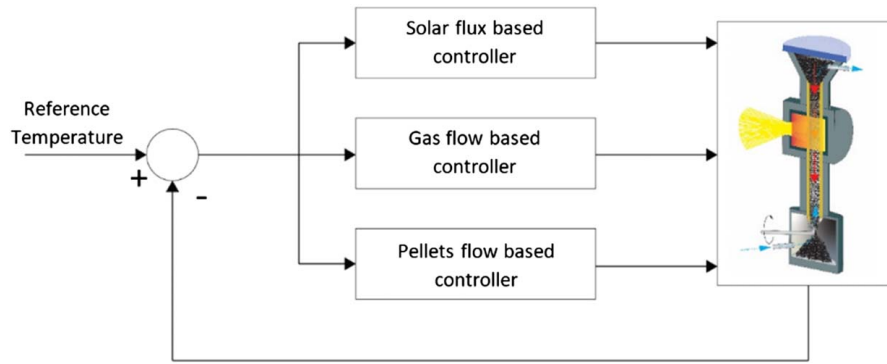 Solar flux based
controller
Reference
Temperature
Gas flow based
controller
+
-
Pellets flow based
controller